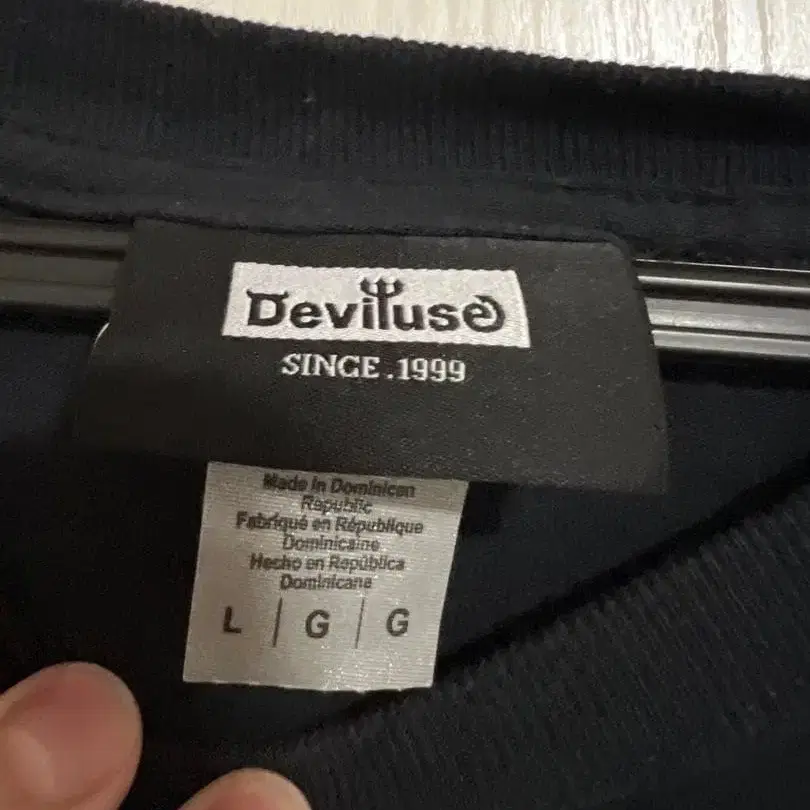 Deviluse
SINCE.1999
Made in Dominican
Republic
Fabriqué en République
Dominicaine
Hecho en República
Dominicana
L | G | G